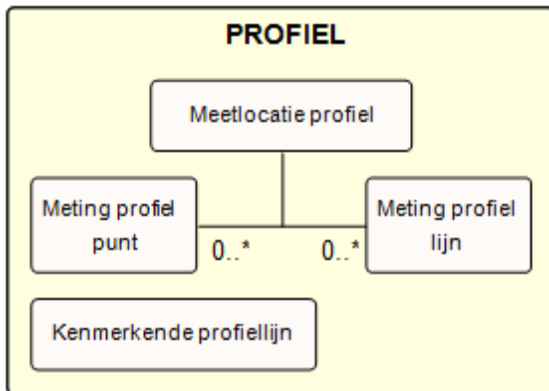 PROFIEL
Meetlocatie profiel
Meting profiel
punt
Meting profiel
lijn
0..*
0..*
Kenmerkende profiellijn